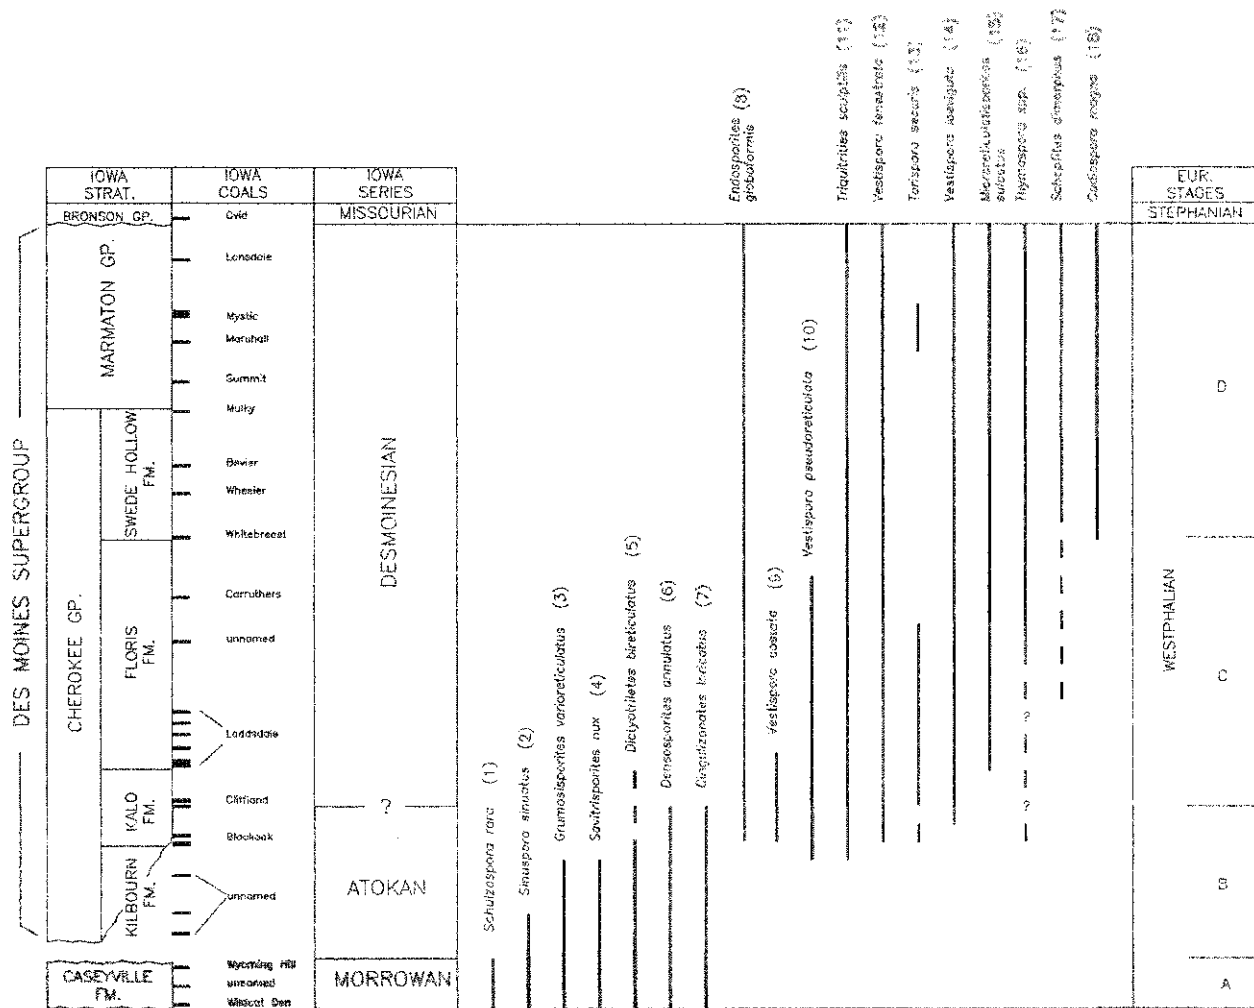 Endosporites (8)
globoformis
Triquitrities sculptilis (11)
Vestispora fenestrata (12)
Torispora securis (13)
Vestispora laevigata (14)
Microreticulatisporites (15)
sulcatus
Thymospora spp. (16)
Schopfites dimorphus (17)
Cadiospora magna (18)
IOWA
STRAT.
IOWA
COALS
IOWA
SERIES
EUR.
STAGES
BRONSON GP.
Ovid
MISSOURIAN
STEPHANIAN
DES MOINES SUPERGROUP
MARMATON GP.
Lonsdale
Mystic
Marshall
Summit
CHEROKEE GP.
Mulky
SWEDE HOLLOW
FM.
Bevier
Wheeler
Whitebreast
DESMOINESIAN
Vestispora pseudoreticulata (10)
D
WESTPHALIAN
FLORIS
FM.
Carruthers
unnamed
Laddsdale
Grumosisporites varioreticulatus (3)
Savitrisporites nux (4)
Dictyotriletes bireticulatus (5)
Densosporites annulatus (6)
Cingulizonates loricatus (7)
Vestispora costata (9)
C
?
KALO
FM.
Cliffland
Blackoak
?
?
Schulzospora rara (1)
Sinuspora sinuatus (2)
KILBOURN
FM.
unnamed
ATOKAN
B
CASEYVILLE
FM.
Wyoming Hill
unnamed
Wildcat Den
MORROWAN
A